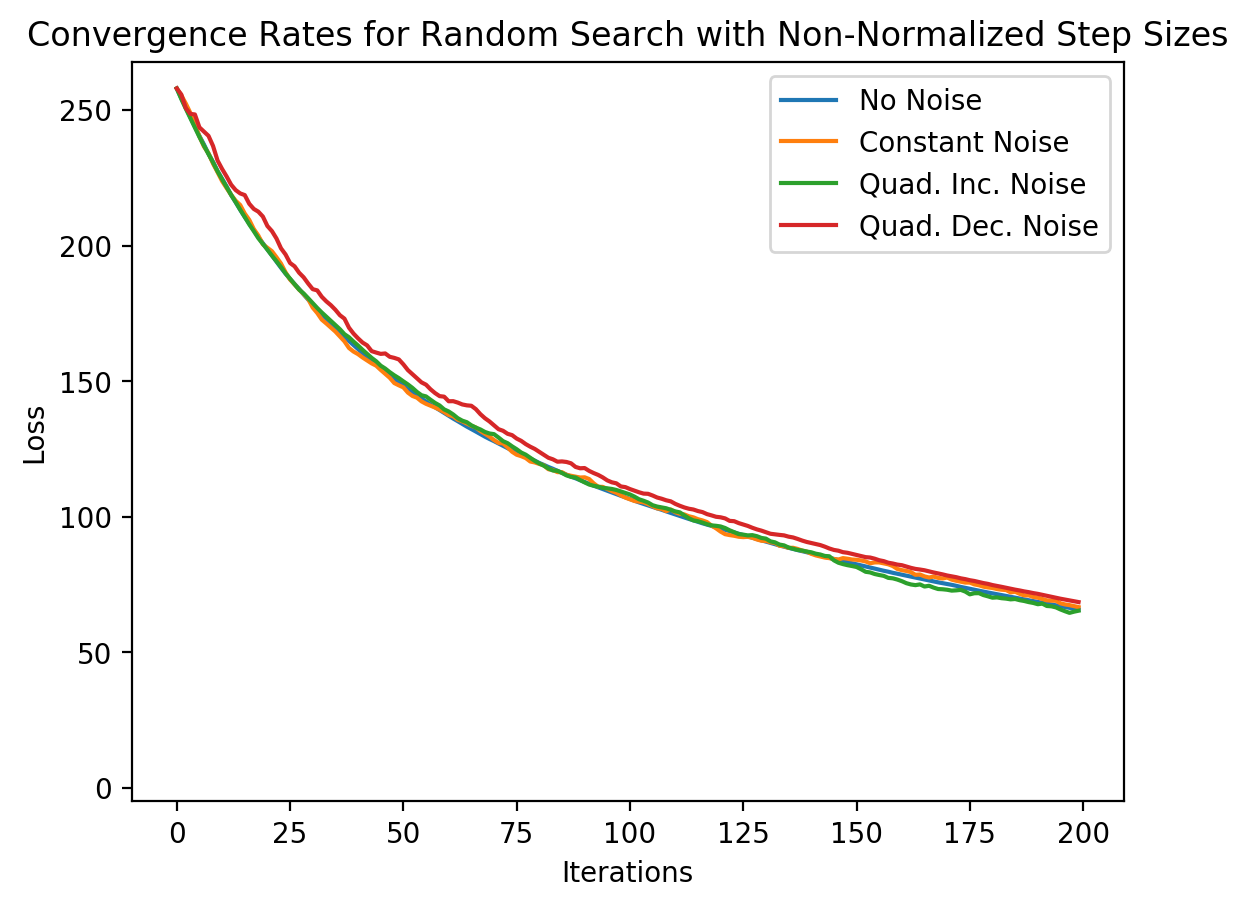 Convergence Rates for Random Search with Non-Normalized Step Sizes
No Noise
Constant Noise
Quad. Inc. Noise
Quad. Dec. Noise
250
200
150
100
50
0
Loss
0 25 50 75 100 125 150 175 200
Iterations